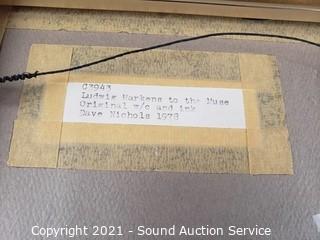 C3943
Ludwig Harkens to the Muse
Original w/c and ink
Dave Nichols 1978
Copyright 2021 - Sound Auction Service